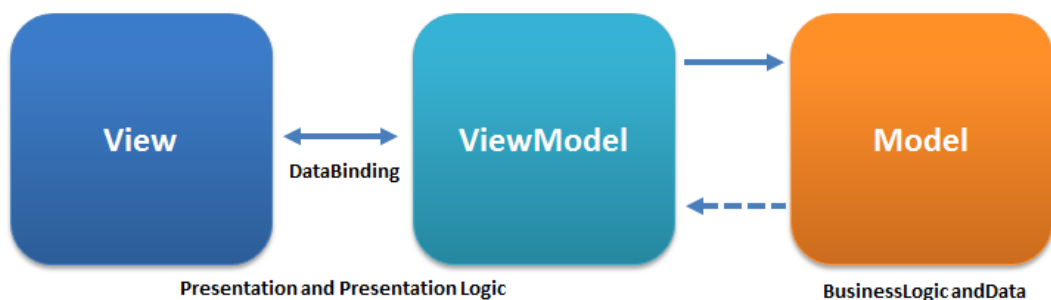 View
ViewModel
Model
DataBinding
Presentation and Presentation Logic
BusinessLogic andData